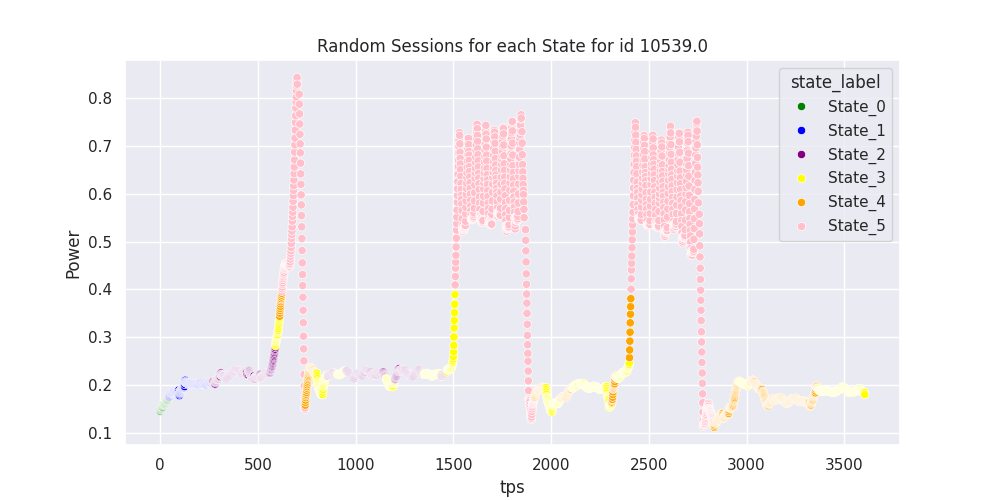 Random Sessions for each State for id 10539.0
state_label
State_0
State_1
State_2
State_3
State_4
State_5
Power
0.8
0.7
0.6
0.5
0.4
0.3
0.2
0.1
0 500 1000 1500 2000 2500 3000 3500
tps